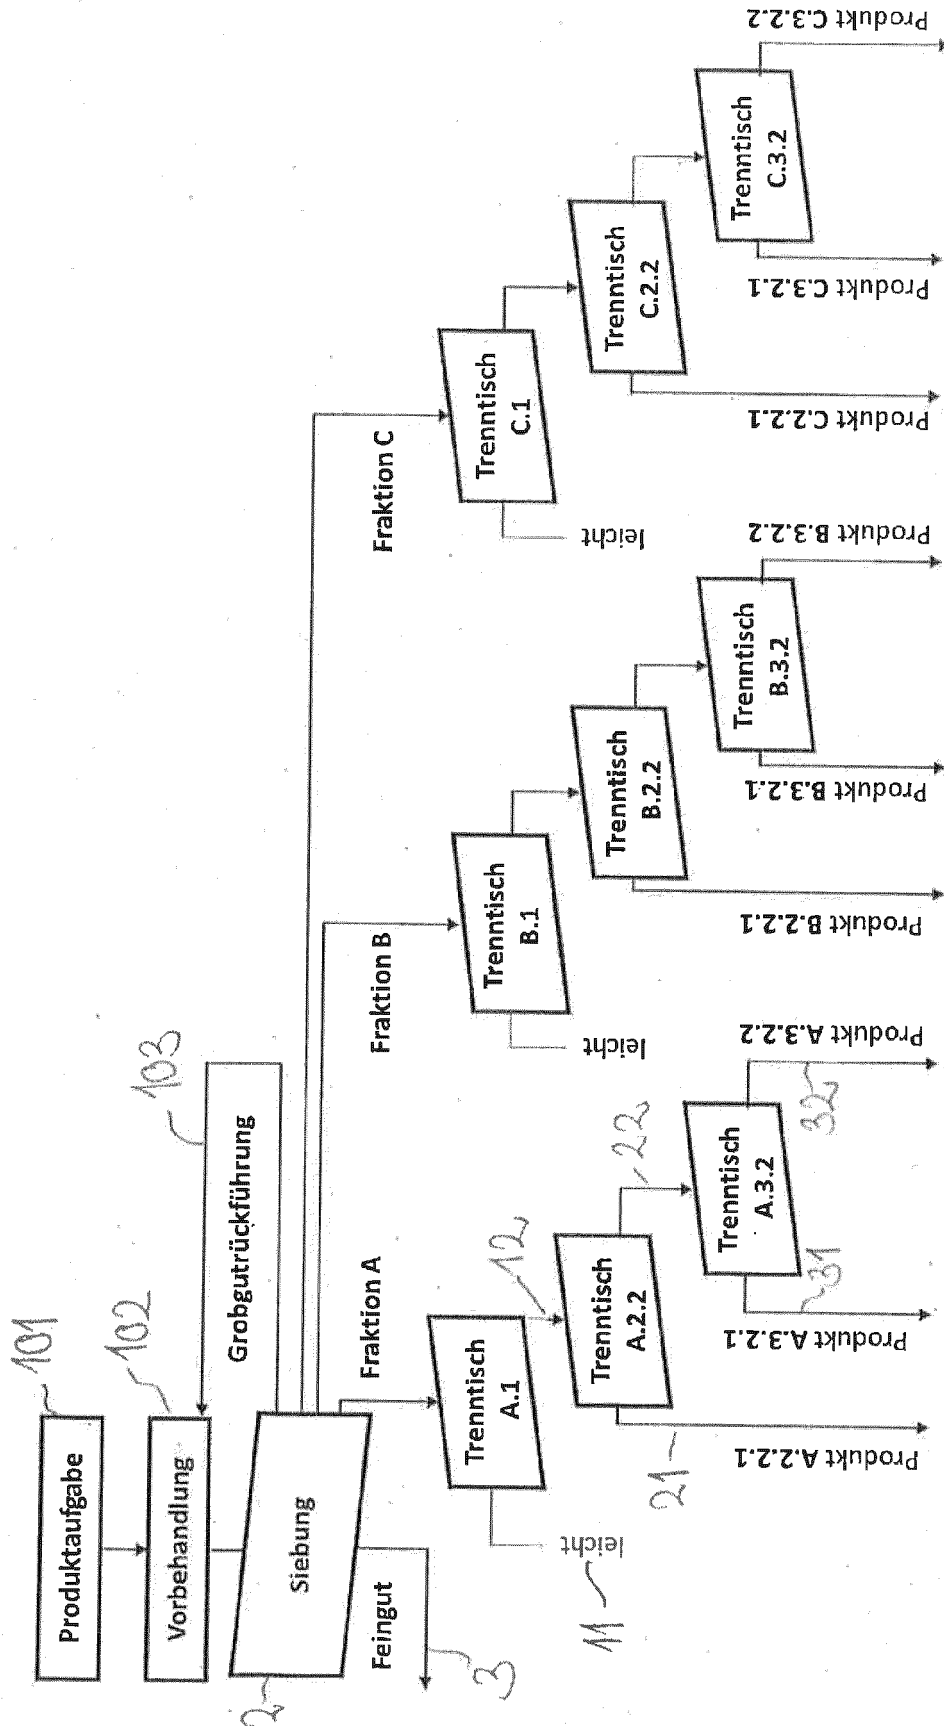 Produktaufgabe
101
Vorbehandlung
102
103
Grobgutrückführung
Siebung
2
Feingut
3
Fraktion A
Fraktion B
Fraktion C
Trenntisch
A.1
leicht
11
12
Trenntisch
A.2.2
21
22
Produkt A.2.2.1
Trenntisch
A.3.2
31
32
Produkt A.3.2.1
Produkt A.3.2.2
Trenntisch
B.1
leicht
Trenntisch
B.2.2
Produkt B.2.2.1
Trenntisch
B.3.2
Produkt B.3.2.1
Produkt B.3.2.2
Trenntisch
C.1
leicht
Trenntisch
C.2.2
Produkt C.2.2.1
Trenntisch
C.3.2
Produkt C.3.2.1
Produkt C.3.2.2